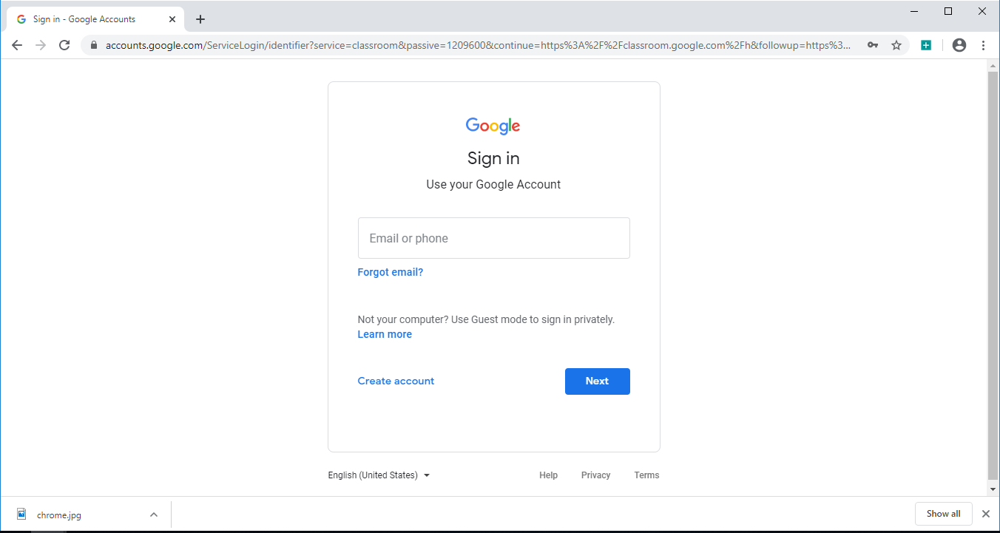 Sign in - Google Accounts
accounts.google.com/ServiceLogin/identifier?service=classroom&passive=1209600&continue=https%3A%2F%2Fclassroom.google.com%2Fh&followup=https%3...
Google
Sign in
Use your Google Account
Email or phone
Forgot email?
Not your computer? Use Guest mode to sign in privately.
Learn more
Create account
Next
English (United States)
Help
Privacy
Terms
chrome.jpg
Show all